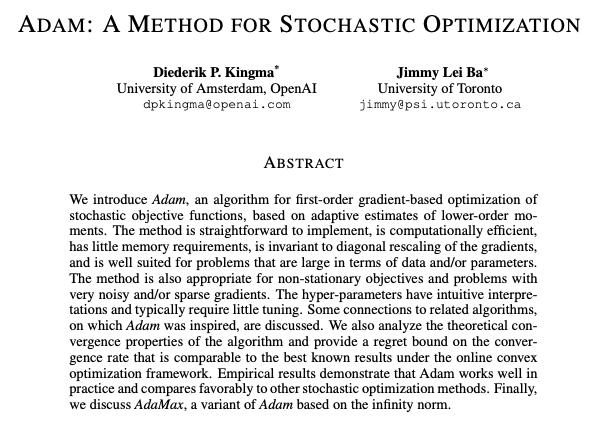 ADAM: A METHOD FOR STOCHASTIC OPTIMIZATION
Diederik P. Kingma*
University of Amsterdam, OpenAI
dpkingma@openai.com
Jimmy Lei Ba*
University of Toronto
jimmy@psi.utoronto.ca
ABSTRACT
We introduce Adam, an algorithm for first-order gradient-based optimization of
stochastic objective functions, based on adaptive estimates of lower-order mo-
ments. The method is straightforward to implement, is computationally efficient,
has little memory requirements, is invariant to diagonal rescaling of the gradients,
and is well suited for problems that are large in terms of data and/or parameters.
The method is also appropriate for non-stationary objectives and problems with
very noisy and/or sparse gradients. The hyper-parameters have intuitive interpre-
tations and typically require little tuning. Some connections to related algorithms,
on which Adam was inspired, are discussed. We also analyze the theoretical con-
vergence properties of the algorithm and provide a regret bound on the conver-
gence rate that is comparable to the best known results under the online convex
optimization framework. Empirical results demonstrate that Adam works well in
practice and compares favorably to other stochastic optimization methods. Finally,
we discuss AdaMax, a variant of Adam based on the infinity norm.